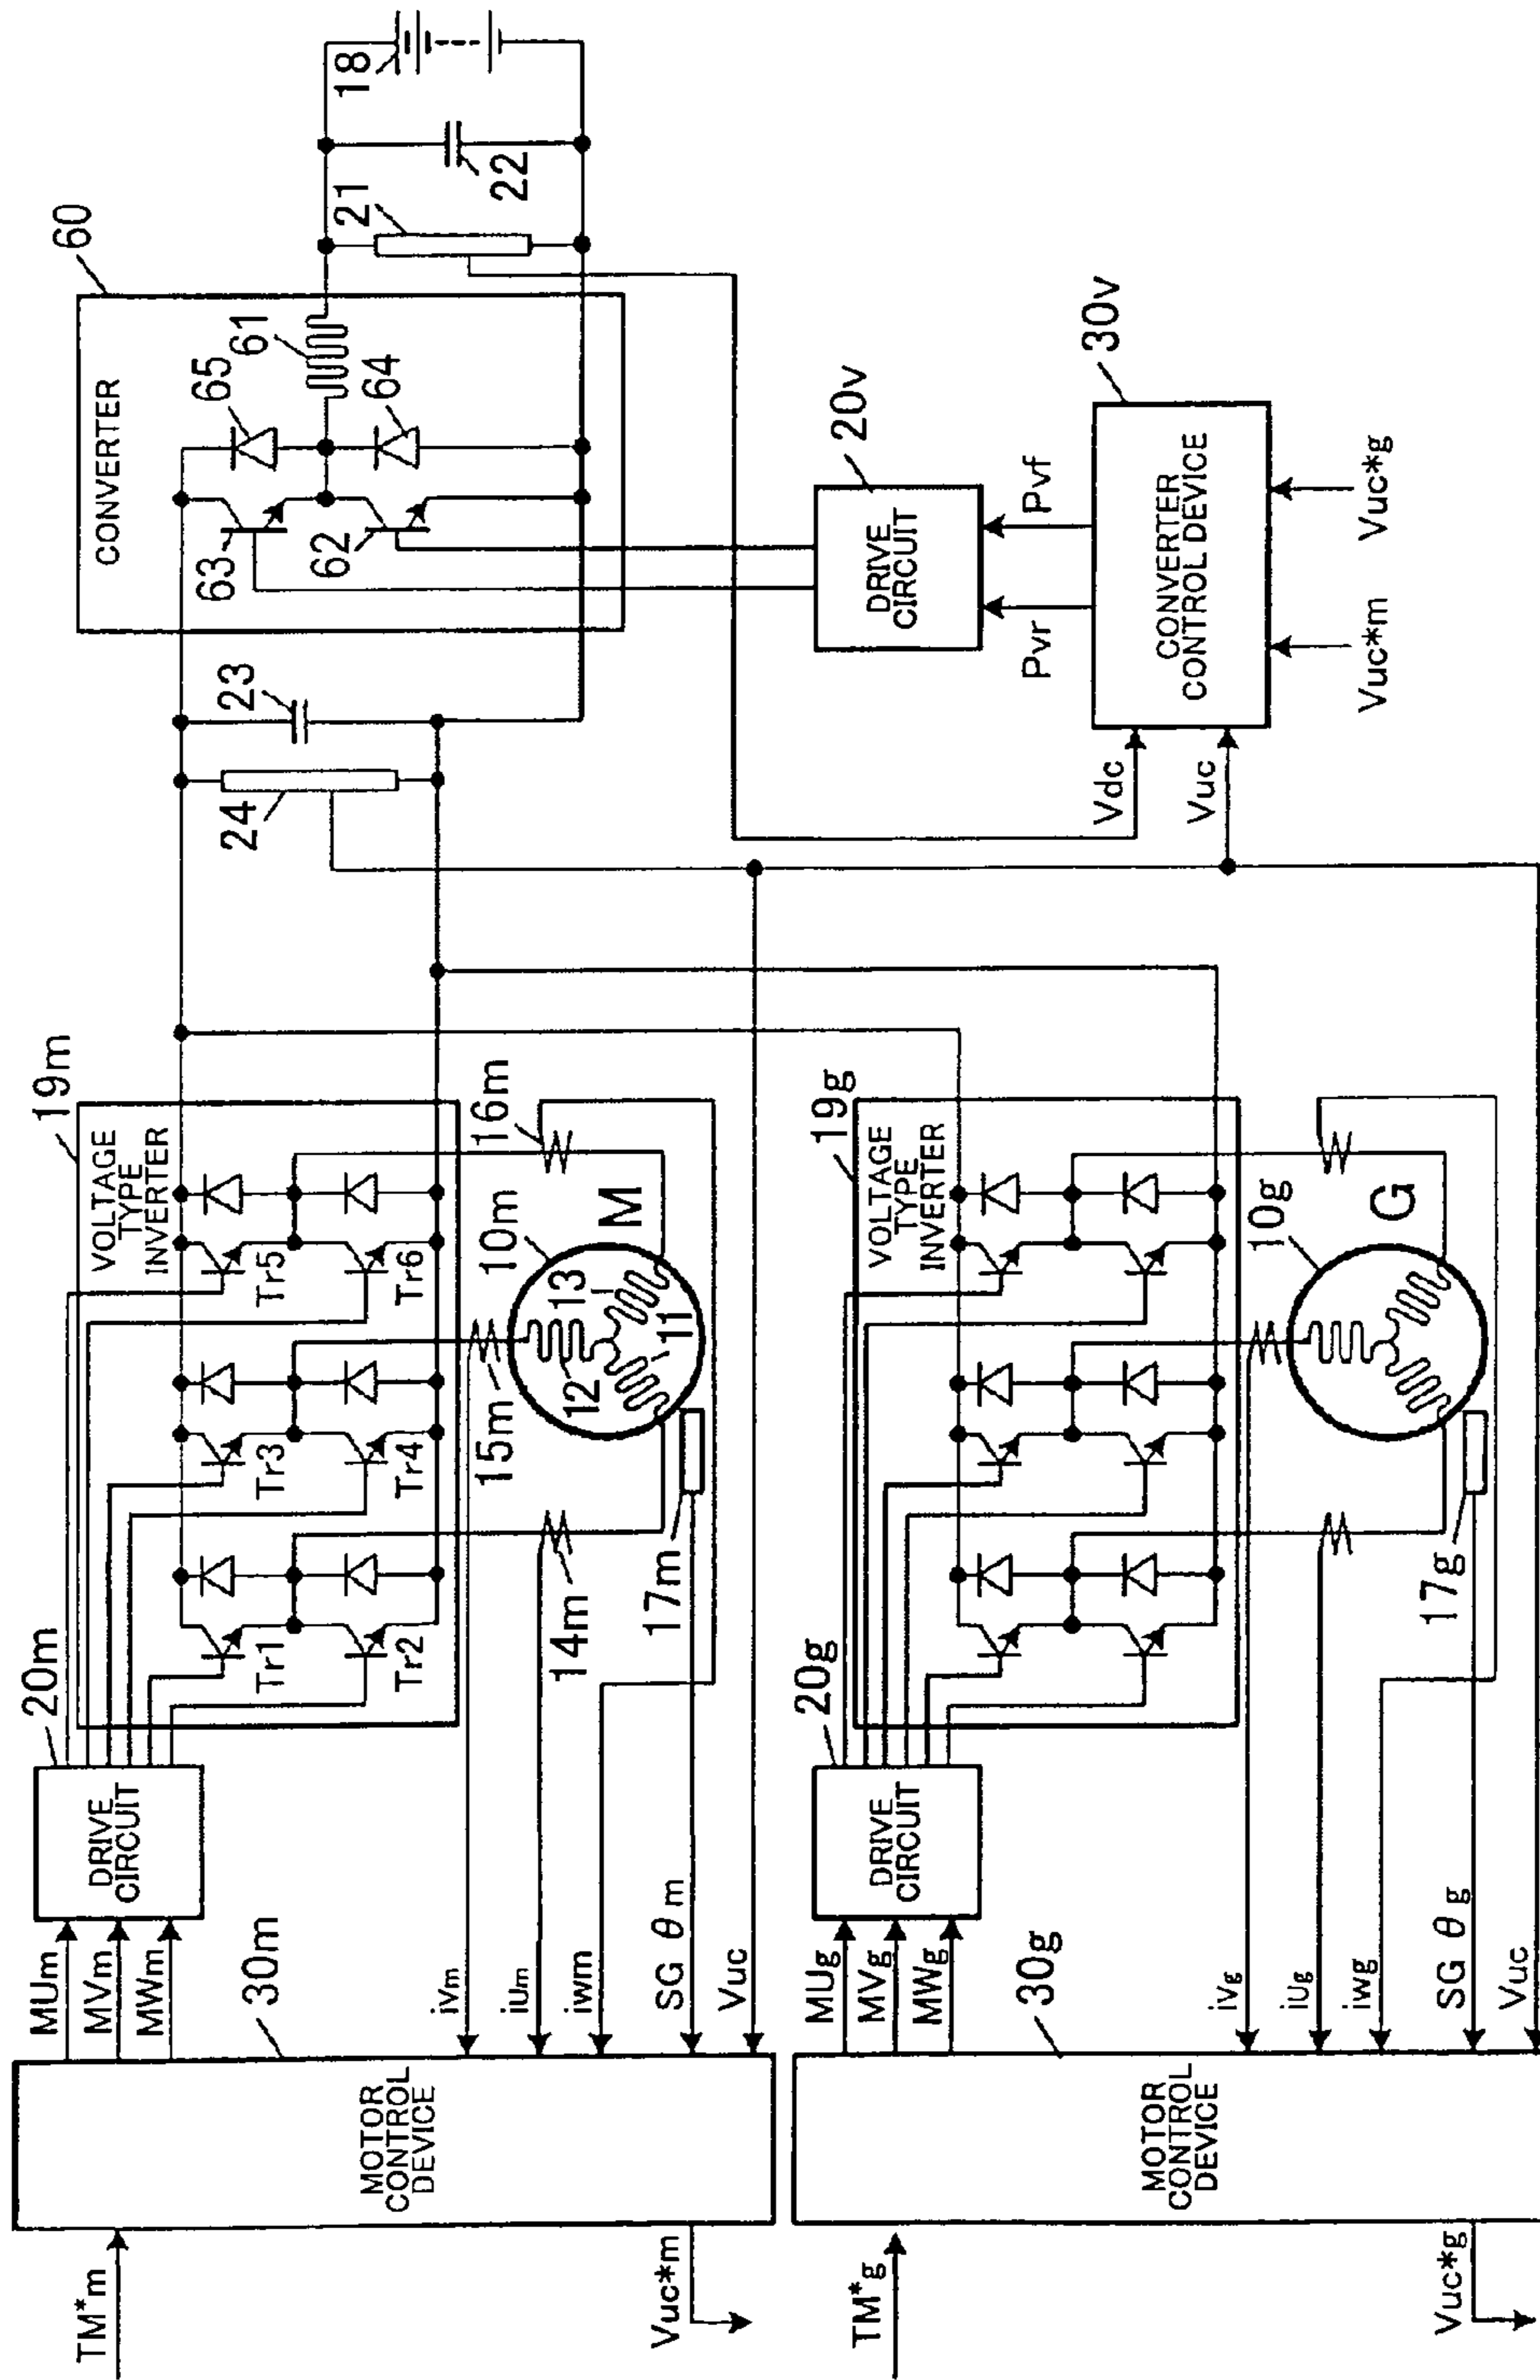 TM*m
MOTOR
CONTROL
DEVICE
30m
Vuc*m
MUm
MVm
MWm
DRIVE
CIRCUIT
20m
VOLTAGE
TYPE
INVERTER
19m
Tr1
Tr2
Tr3
Tr4
Tr5
Tr6
ivm
iUm
iwm
SG θ m
Vuc
14m
15m
16m
17m
10m
M
11
12
13
TM*g
MOTOR
CONTROL
DEVICE
30g
Vuc*g
MUg
MVg
MWg
DRIVE
CIRCUIT
20g
VOLTAGE
TYPE
INVERTER
19g
ivg
iUg
iwg
SG θ g
Vuc
17g
10g
G
24
23
CONVERTER
60
63
62
65
64
61
21
22
18
DRIVE
CIRCUIT
20v
Pvr
Pvf
CONVERTER
CONTROL DEVICE
30v
Vdc
Vuc
Vuc*m
Vuc*g